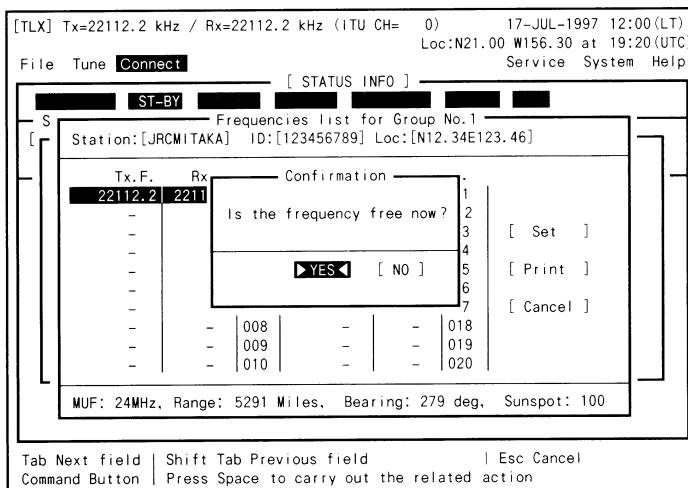 [TLX] Tx=22112.2 kHz / Rx=22112.2 kHz (ITU CH=   0)   17-JUL-1997 12:00(LT)
Loc:N21.00 W156.30 at 19:20(UTC
File  Tune  Connect   Service  System  Help
[ STATUS INFO ]
ST-BY
S   Frequencies list for Group No.1
[   Station:[JRCMITAKA]  ID:[123456789]  Loc:[N12.34E123.46]
Tx.F.   Rx   Confirmation   .
22112.2   2211   1
–   Is the frequency free now?   2
–   3   [ Set ]
–   4
–   ▶YES◀   [ NO ]   5   [ Print ]
–   6
–   7   [ Cancel ]
–   –   008   –   –   018
–   –   009   –   –   019
–   –   010   –   –   020
MUF: 24MHz, Range: 5291 Miles,  Bearing: 279 deg,  Sunspot: 100
Tab Next field | Shift Tab Previous field   | Esc Cancel
Command Button | Press Space to carry out the related action